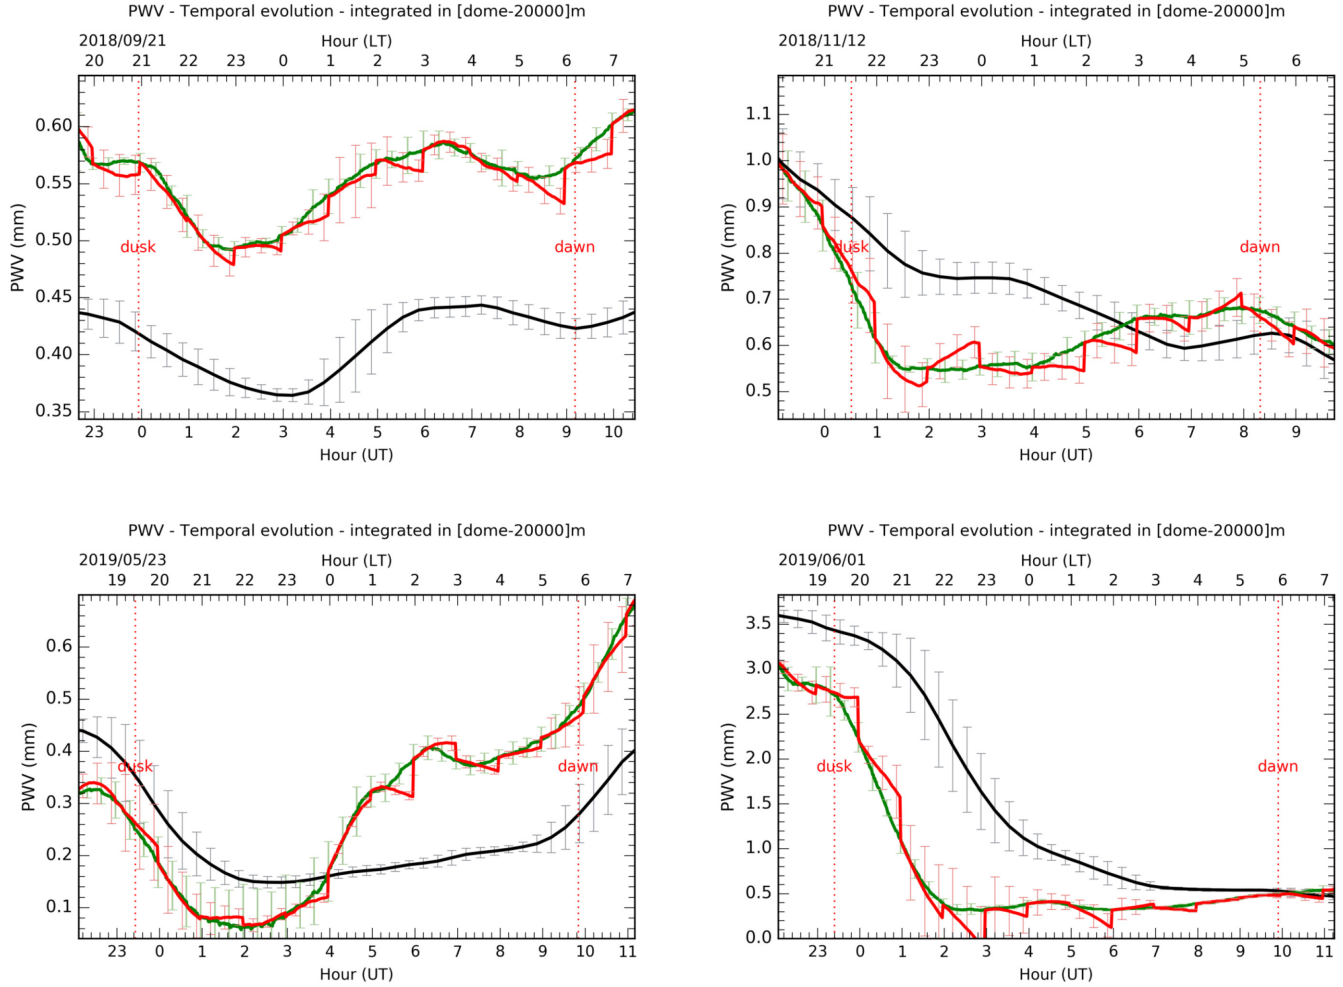 PWV - Temporal evolution - integrated in [dome-20000]m
2018/09/21 Hour (LT)
20 21 22 23 0 1 2 3 4 5 6 7
PWV (mm)
0.60
0.55
0.50
0.45
0.40
0.35
dusk dawn
23 0 1 2 3 4 5 6 7 8 9 10
Hour (UT)
PWV - Temporal evolution - integrated in [dome-20000]m
2018/11/12 Hour (LT)
21 22 23 0 1 2 3 4 5 6
PWV (mm)
1.1
1.0
0.9
0.8
0.7
0.6
0.5
dusk dawn
0 1 2 3 4 5 6 7 8 9
Hour (UT)
PWV - Temporal evolution - integrated in [dome-20000]m
2019/05/23 Hour (LT)
19 20 21 22 23 0 1 2 3 4 5 6 7
PWV (mm)
0.6
0.5
0.4
0.3
0.2
0.1
dusk dawn
23 0 1 2 3 4 5 6 7 8 9 10 11
Hour (UT)
PWV - Temporal evolution - integrated in [dome-20000]m
2019/06/01 Hour (LT)
19 20 21 22 23 0 1 2 3 4 5 6 7
PWV (mm)
3.5
3.0
2.5
2.0
1.5
1.0
0.5
0.0
dusk dawn
23 0 1 2 3 4 5 6 7 8 9 10 11
Hour (UT)